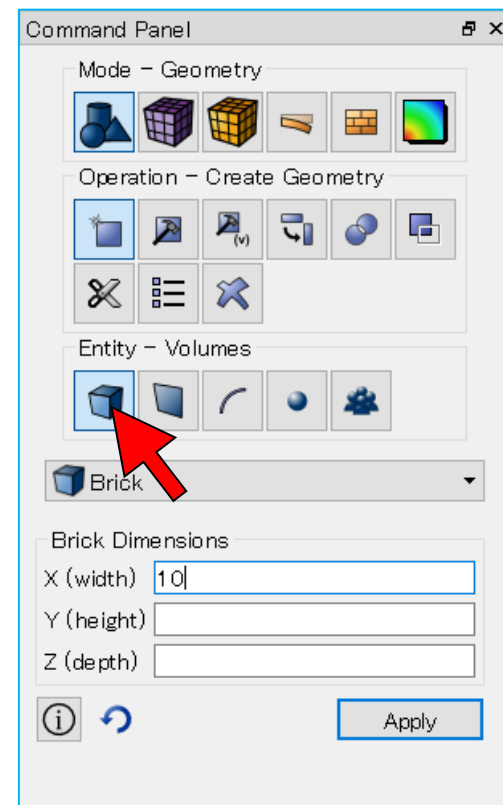 Command Panel
Mode - Geometry
Operation - Create Geometry
(v)
Entity - Volumes
Brick
Brick Dimensions
X (width) 10
Y (height)
Z (depth)
Apply